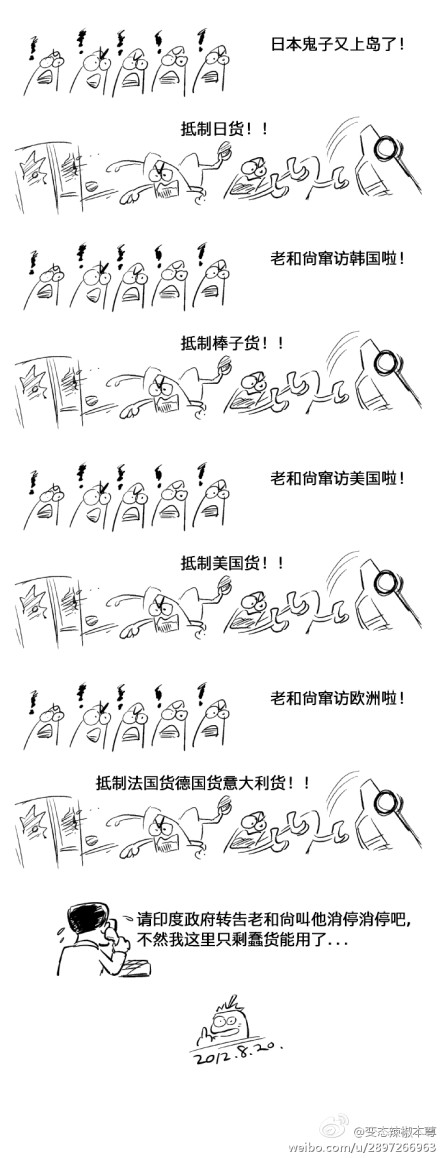 日本鬼子又上岛了！
抵制日货！！
老和尚窜访韩国啦！
抵制棒子货！！
老和尚窜访美国啦！
抵制美国货！！
老和尚窜访欧洲啦！
抵制法国货德国货意大利货！！
请印度政府转告老和尚叫他消停消停吧，
不然我这里只剩蠢货能用了...
2012.8.20.
@变态辣椒本尊
weibo.com/u/2897266963